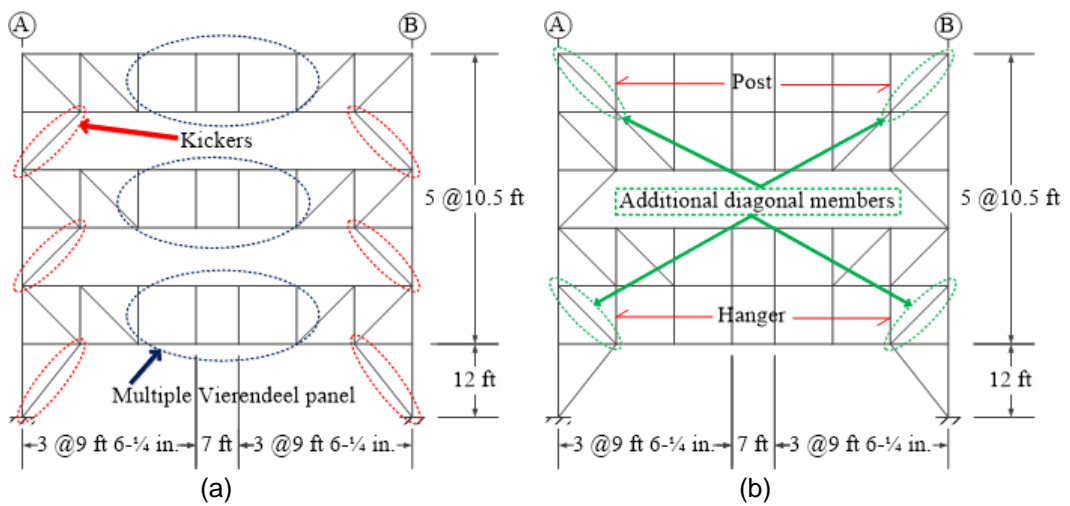 A
B
Kickers
Multiple Vierendeel panel
5 @10.5 ft
12 ft
3 @9 ft 6-¼ in.
7 ft
3 @9 ft 6-¼ in.
(a)
A
B
Post
Additional diagonal members
Hanger
5 @10.5 ft
12 ft
3 @9 ft 6-¼ in.
7 ft
3 @9 ft 6-¼ in.
(b)